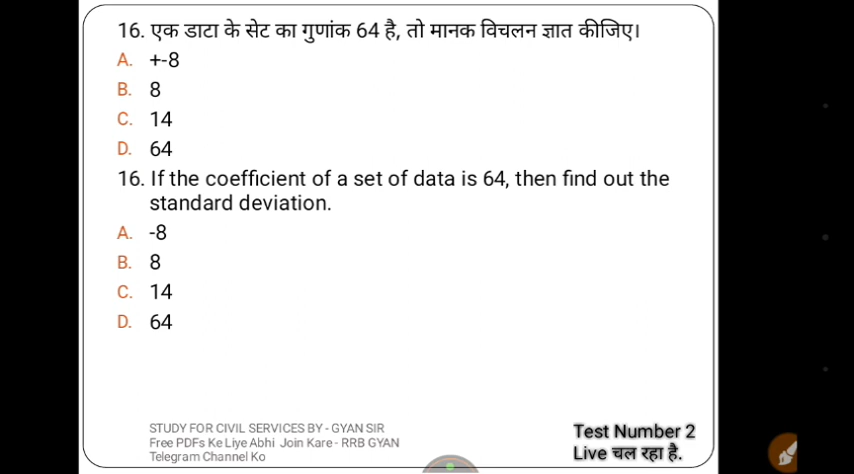 16. एक डाटा के सेट का गुणांक 64 है, तो मानक विचलन ज्ञात कीजिए।
A. +-8
B. 8
C. 14
D. 64
16. If the coefficient of a set of data is 64, then find out the
standard deviation.
A. -8
B. 8
C. 14
D. 64
STUDY FOR CIVIL SERVICES BY - GYAN SIR
Free PDFs Ke Liye Abhi Join Kare - RRB GYAN
Telegram Channel Ko
Test Number 2
Live चल रहा है.